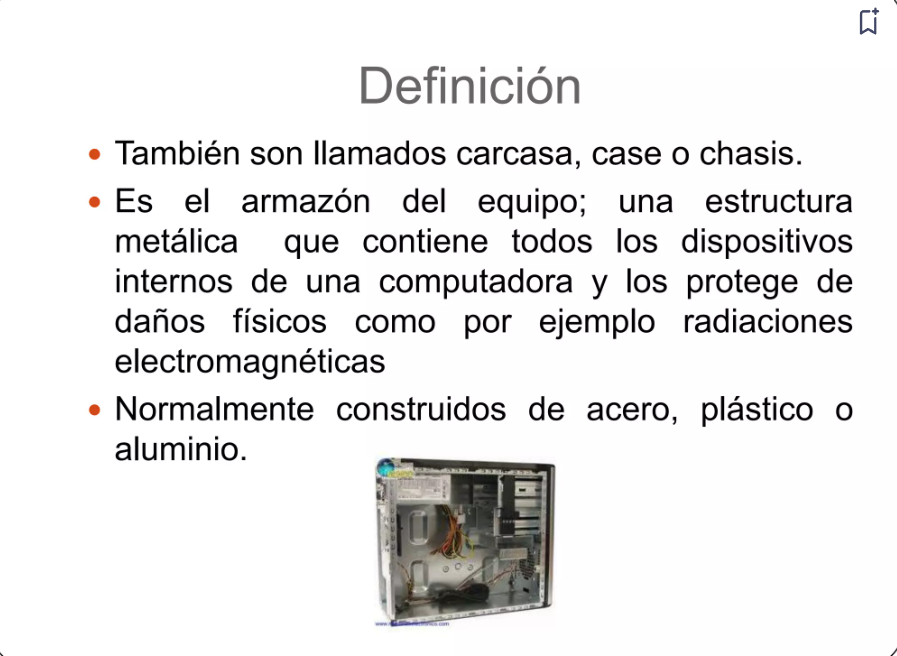 Definición
• También son llamados carcasa, case o chasis.
• Es el armazón del equipo; una estructura
metálica que contiene todos los dispositivos
internos de una computadora y los protege de
daños físicos como por ejemplo radiaciones
electromagnéticas
• Normalmente construidos de acero, plástico o
aluminio.